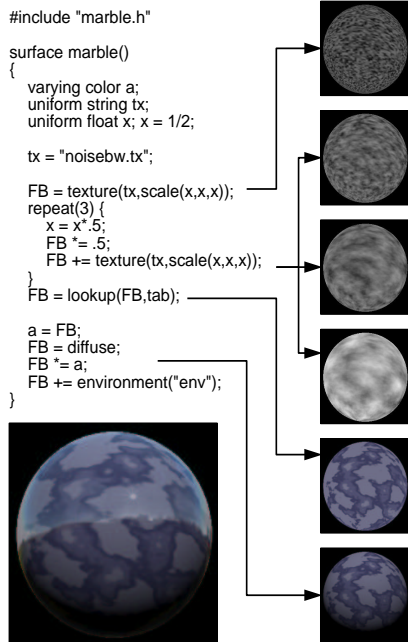 #include "marble.h"
surface marble()
{
varying color a;
uniform string tx;
uniform float x; x = 1/2;
tx = "noisebw.tx";
FB = texture(tx,scale(x,x,x));
repeat(3) {
x = x*.5;
FB *= .5;
FB += texture(tx,scale(x,x,x));
}
FB = lookup(FB,tab);
a = FB;
FB = diffuse;
FB *= a;
FB += environment("env");
}